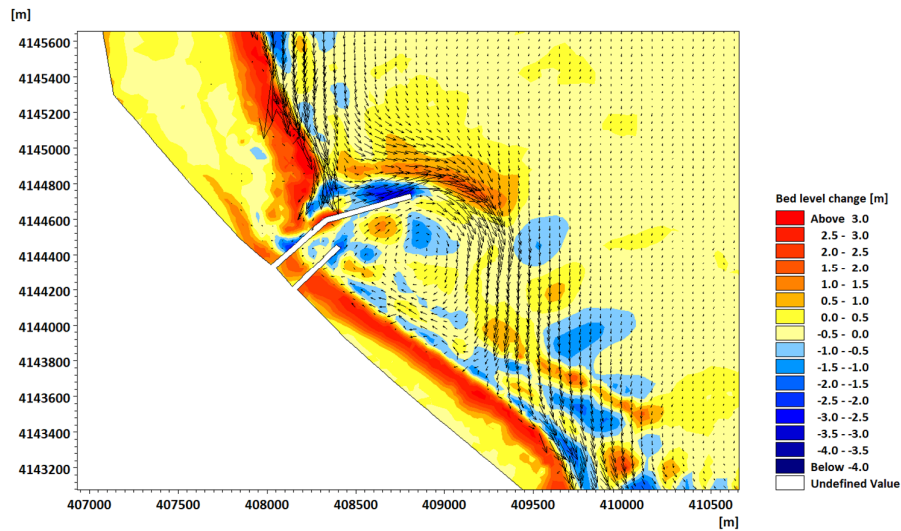 [m]
4145600
4145400
4145200
4145000
4144800
4144600
4144400
4144200
4144000
4143800
4143600
4143400
4143200
407000 407500 408000 408500 409000 409500 410000 410500
[m]
Bed level change [m]
Above 3.0
2.5 - 3.0
2.0 - 2.5
1.5 - 2.0
1.0 - 1.5
0.5 - 1.0
0.0 - 0.5
-0.5 - 0.0
-1.0 - -0.5
-1.5 - -1.0
-2.0 - -1.5
-2.5 - -2.0
-3.0 - -2.5
-3.5 - -3.0
-4.0 - -3.5
Below -4.0
Undefined Value